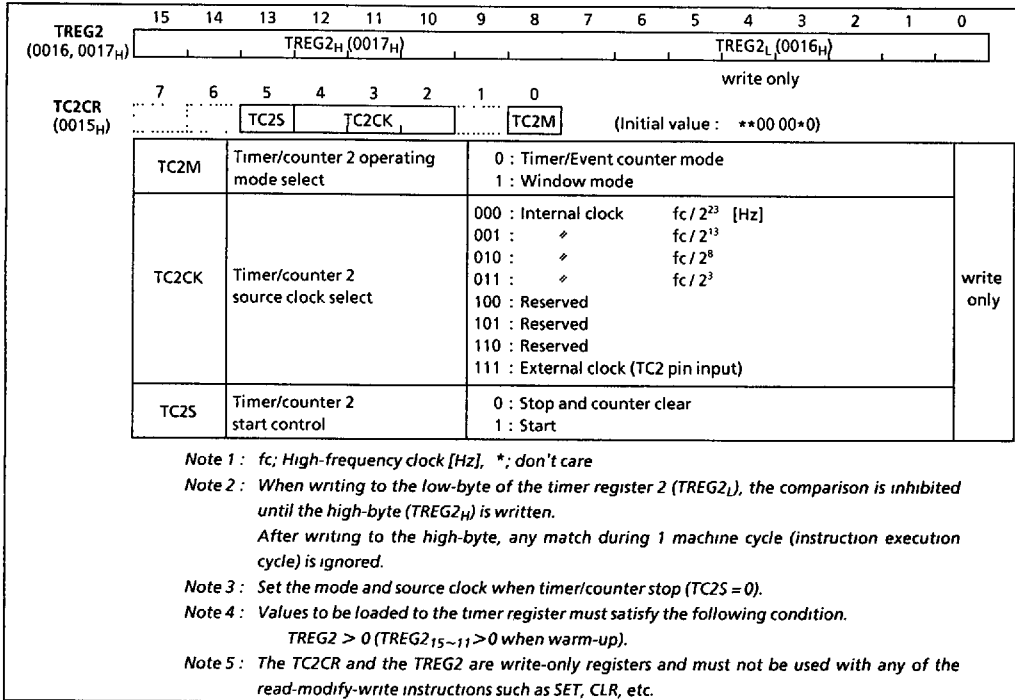 15 14 13 12 11 10 9 8 7 6 5 4 3 2 1 0
TREG2
(0016, 0017H)
TREG2H (0017H) TREG2L (0016H)
write only
7 6 5 4 3 2 1 0
TC2CR
(0015H)
TC2S TC2CK TC2M (Initial value : **00 00*0)
TC2M
Timer/counter 2 operating
mode select
0 : Timer/Event counter mode
1 : Window mode
TC2CK
Timer/counter 2
source clock select
000 : Internal clock fc / 2²³ [Hz]
001 : 〃 fc / 2¹³
010 : 〃 fc / 2⁸
011 : 〃 fc / 2³
100 : Reserved
101 : Reserved
110 : Reserved
111 : External clock (TC2 pin input)
TC2S
Timer/counter 2
start control
0 : Stop and counter clear
1 : Start
write
only
Note 1 : fc; High-frequency clock [Hz], *; don't care
Note 2 : When writing to the low-byte of the timer register 2 (TREG2L), the comparison is inhibited
until the high-byte (TREG2H) is written.
After writing to the high-byte, any match during 1 machine cycle (instruction execution
cycle) is ignored.
Note 3 : Set the mode and source clock when timer/counter stop (TC2S = 0).
Note 4 : Values to be loaded to the timer register must satisfy the following condition.
TREG2 > 0 (TREG2₁₅~₁₁>0 when warm-up).
Note 5 : The TC2CR and the TREG2 are write-only registers and must not be used with any of the
read-modify-write instructions such as SET, CLR, etc.